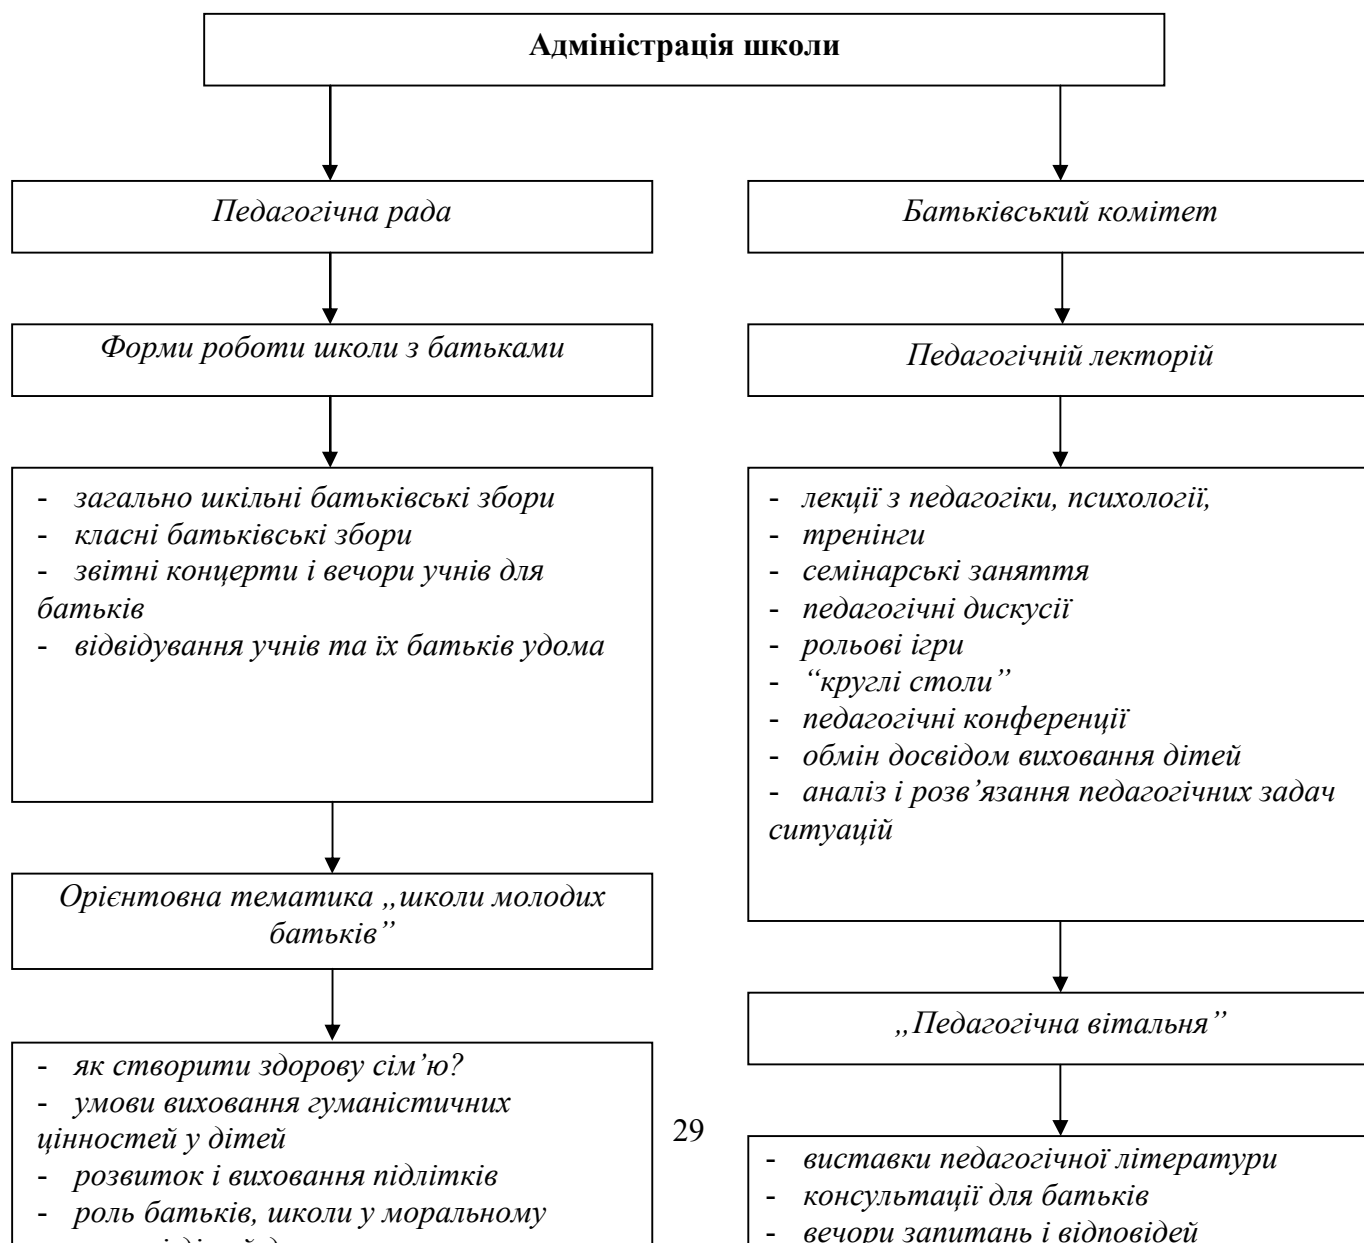 Адміністрація школи
Педагогічна рада
Форми роботи школи з батьками
- загально шкільні батьківські збори
- класні батьківські збори
- звітні концерти і вечори учнів для
батьків
- відвідування учнів та їх батьків удома
Орієнтовна тематика „школи молодих
батьків”
- як створити здорову сім’ю?
- умови виховання гуманістичних
цінностей у дітей
- розвиток і виховання підлітків
- роль батьків, школи у моральному
Батьківський комітет
Педагогічній лекторій
- лекції з педагогіки, психології,
- тренінги
- семінарські заняття
- педагогічні дискусії
- рольові ігри
- “круглі столи”
- педагогічні конференції
- обмін досвідом виховання дітей
- аналіз і розв’язання педагогічних задач
ситуацій
„Педагогічна вітальня”
- виставки педагогічної літератури
- консультації для батьків
- вечори запитань і відповідей
29